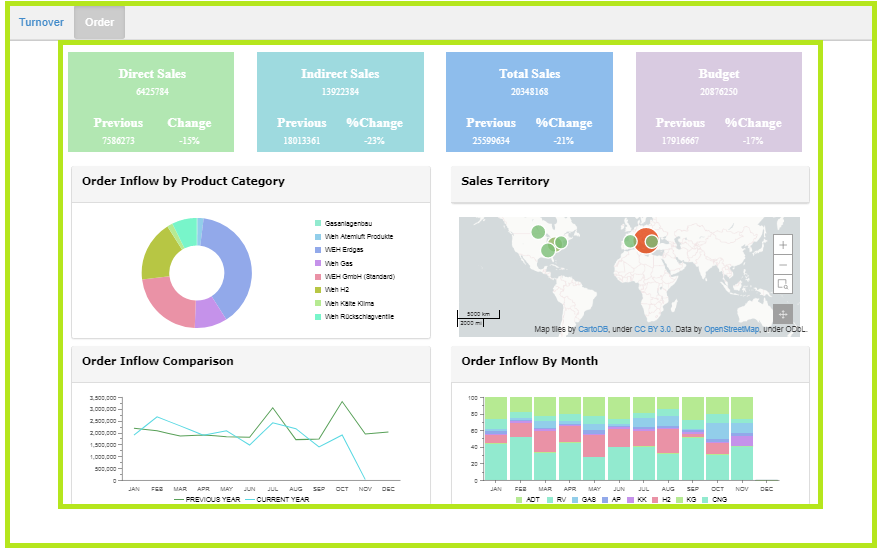 Turnover Order
Direct Sales
6425784
Previous Change
7586273 -15%
Indirect Sales
13922384
Previous %Change
18013361 -23%
Total Sales
20348168
Previous %Change
25599634 -21%
Budget
20876250
Previous %Change
17916667 -17%
Order Inflow by Product Category
Gasanlagenbau
Weh Atemluft Produkte
WEH Erdgas
Weh Gas
WEH GmbH (Standard)
Weh H2
Weh Kälte Klima
Weh Rückschlagventile
Sales Territory
+
−
5000 km
2000 mi
Map tiles by CartoDB, under CC BY 3.0. Data by OpenStreetMap, under ODbL.
Order Inflow Comparison
3,500,000
3,000,000
2,500,000
2,000,000
1,500,000
1,000,000
500,000
0
JAN FEB MAR APR MAY JUN JUL AUG SEP OCT NOV DEC
PREVIOUS YEAR CURRENT YEAR
Order Inflow By Month
100
80
60
40
20
0
JAN FEB MAR APR MAY JUN JUL AUG SEP OCT NOV DEC
ADT RV GAS AP KK H2 KG CNG